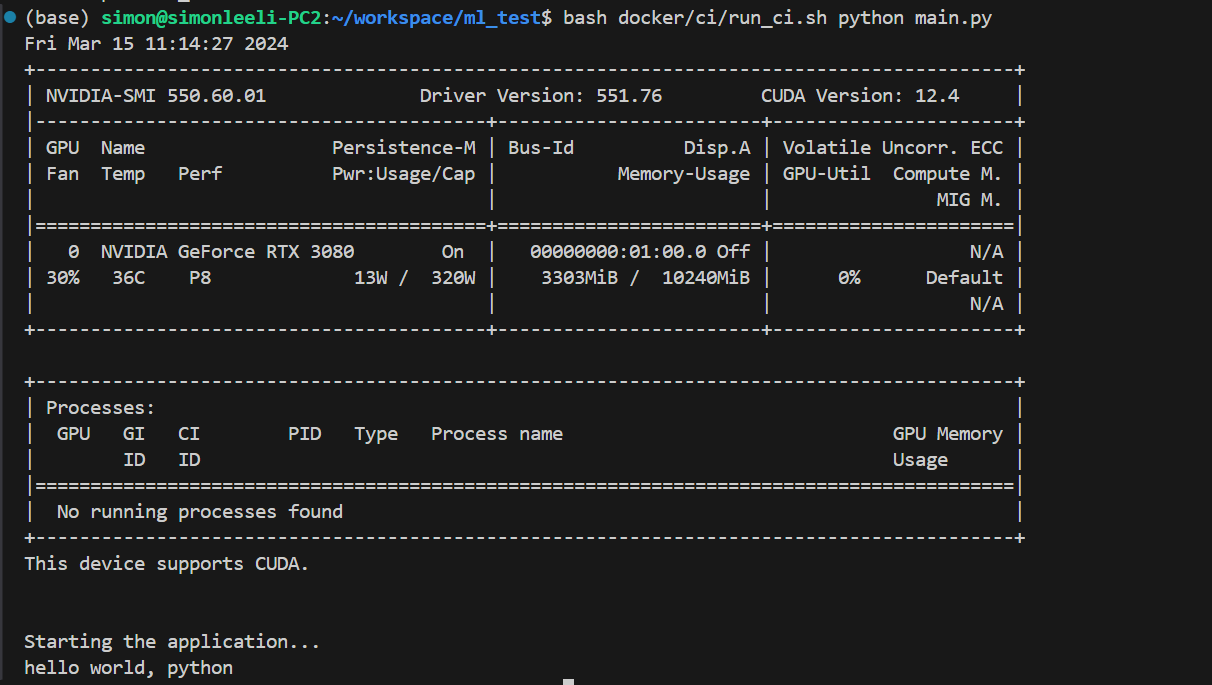 (base) simon@simonleeli-PC2:~/workspace/ml_test$ bash docker/ci/run_ci.sh python main.py
Fri Mar 15 11:14:27 2024
+-----------------------------------------------------------------------------------------+
| NVIDIA-SMI 550.60.01              Driver Version: 551.76         CUDA Version: 12.4     |
|-----------------------------------------+------------------------+----------------------+
| GPU  Name                 Persistence-M | Bus-Id          Disp.A | Volatile Uncorr. ECC |
| Fan  Temp   Perf          Pwr:Usage/Cap |           Memory-Usage | GPU-Util  Compute M. |
|                                         |                        |               MIG M. |
|=========================================+========================+======================|
|   0  NVIDIA GeForce RTX 3080        On  |   00000000:01:00.0 Off |                  N/A |
| 30%   36C    P8             13W /  320W |    3303MiB /  10240MiB |      0%      Default |
|                                         |                        |                  N/A |
+-----------------------------------------+------------------------+----------------------+

+-----------------------------------------------------------------------------------------+
| Processes:                                                                              |
|  GPU   GI   CI        PID   Type   Process name                              GPU Memory |
|        ID   ID                                                               Usage      |
|=========================================================================================|
|  No running processes found                                                             |
+-----------------------------------------------------------------------------------------+
This device supports CUDA.


Starting the application...
hello world, python